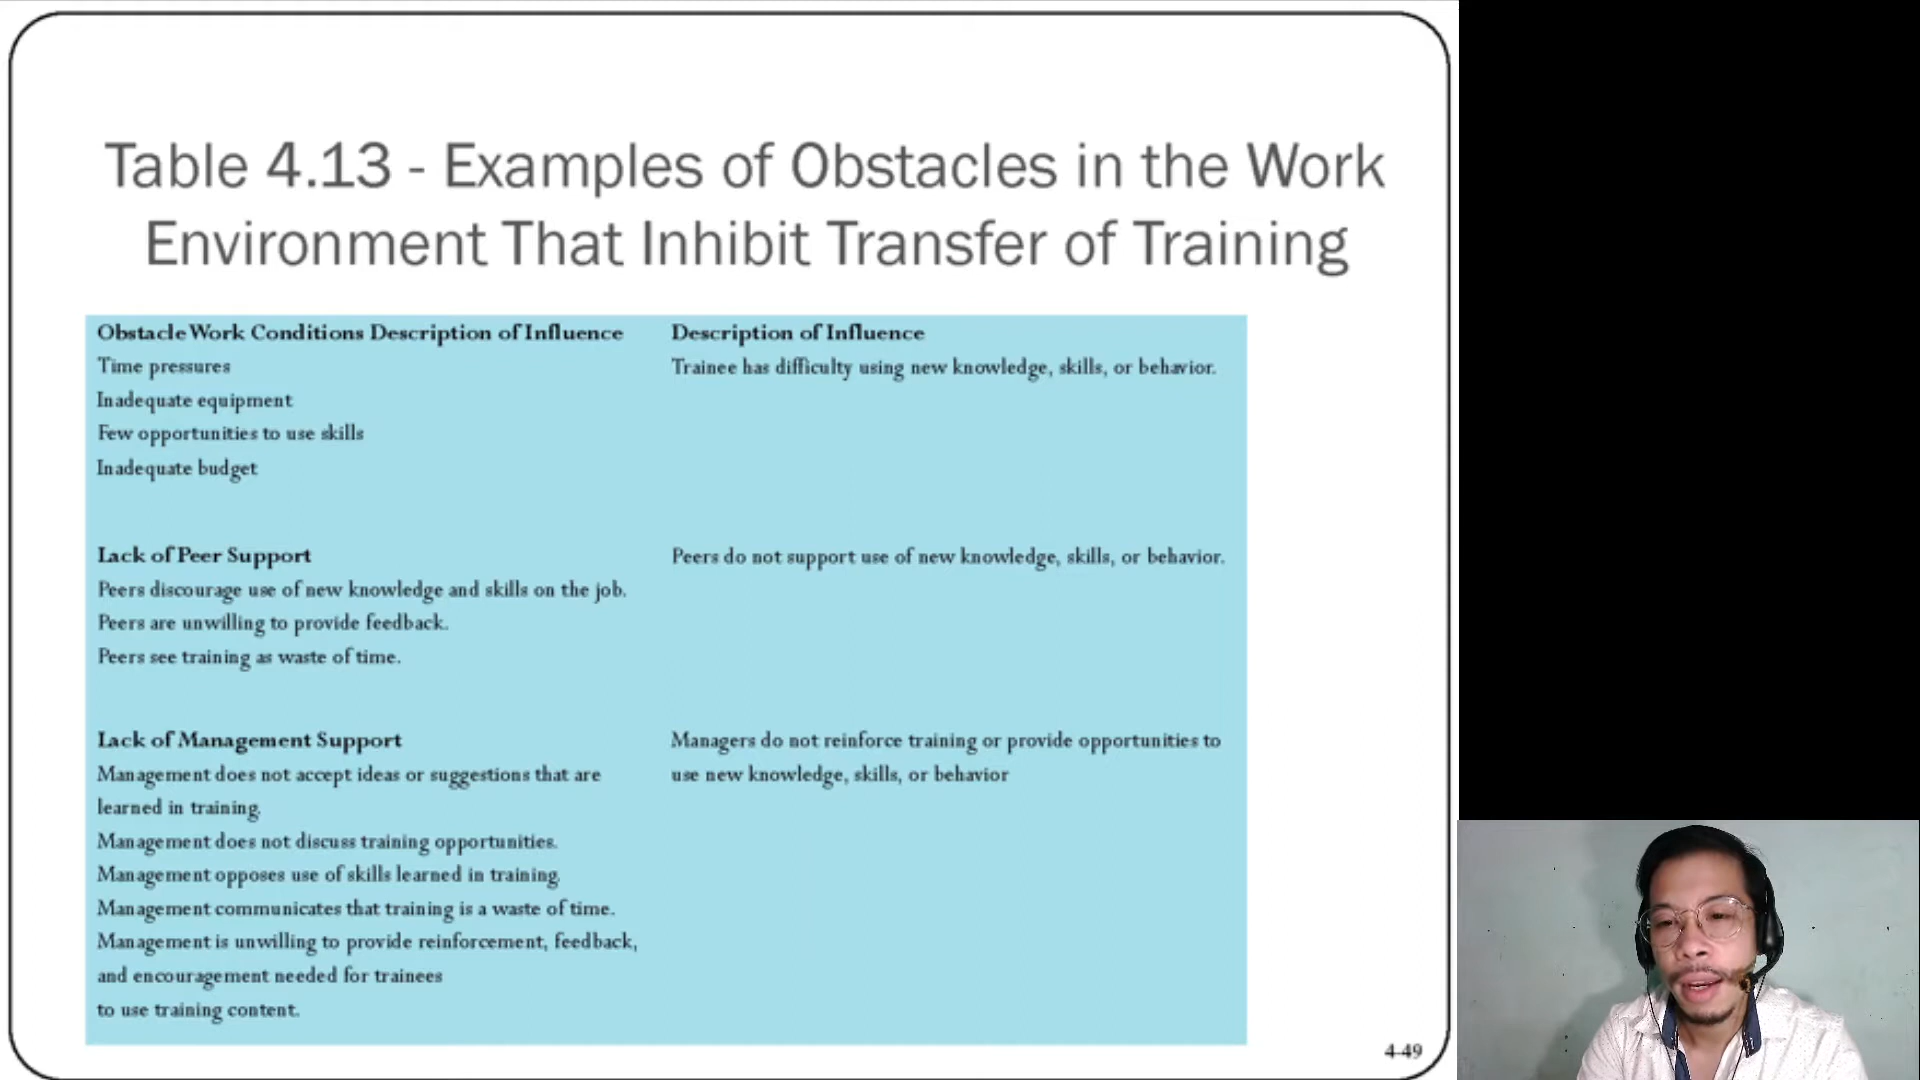 Table 4.13 - Examples of Obstacles in the Work
Environment That Inhibit Transfer of Training
Obstacle Work Conditions Description of Influence
Description of Influence
Time pressures
Trainee has difficulty using new knowledge, skills, or behavior.
Inadequate equipment
Few opportunities to use skills
Inadequate budget
Lack of Peer Support
Peers do not support use of new knowledge, skills, or behavior.
Peers discourage use of new knowledge and skills on the job.
Peers are unwilling to provide feedback.
Peers see training as waste of time.
Lack of Management Support
Managers do not reinforce training or provide opportunities to
use new knowledge, skills, or behavior
Management does not accept ideas or suggestions that are
learned in training.
Management does not discuss training opportunities.
Management opposes use of skills learned in training.
Management communicates that training is a waste of time.
Management is unwilling to provide reinforcement, feedback,
and encouragement needed for trainees
to use training content.
4-49